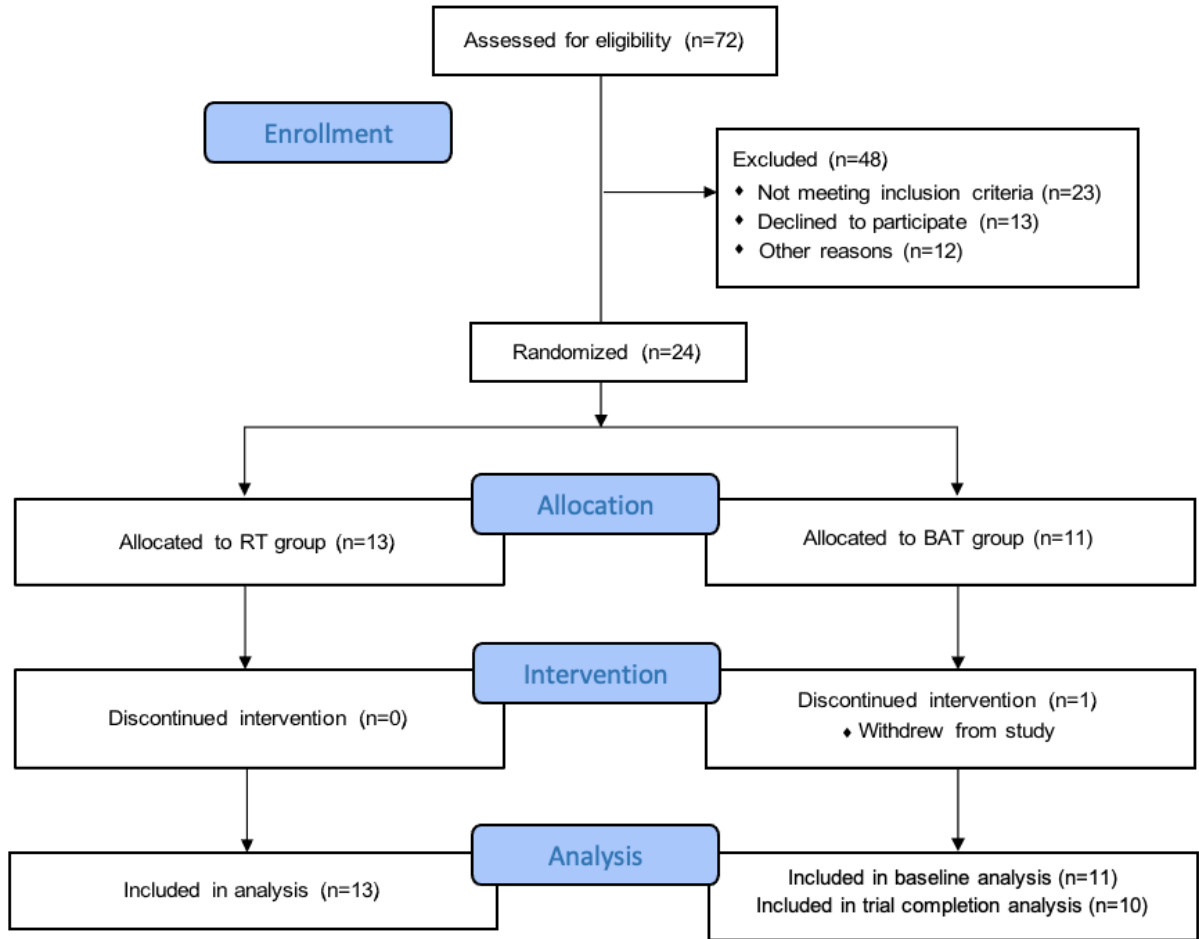 Assessed for eligibility (n=72)
Enrollment
Excluded (n=48)
♦ Not meeting inclusion criteria (n=23)
♦ Declined to participate (n=13)
♦ Other reasons (n=12)
Randomized (n=24)
Allocation
Allocated to RT group (n=13)
Allocated to BAT group (n=11)
Intervention
Discontinued intervention (n=0)
Discontinued intervention (n=1)
♦ Withdrew from study
Analysis
Included in analysis (n=13)
Included in baseline analysis (n=11)
Included in trial completion analysis (n=10)